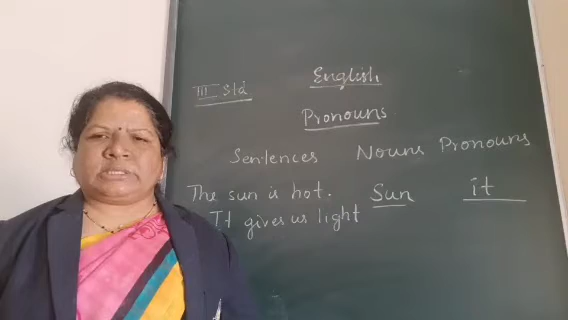 English
III Std
Pronouns
Sentences Nouns Pronouns
The sun is hot. Sun it
It gives us light